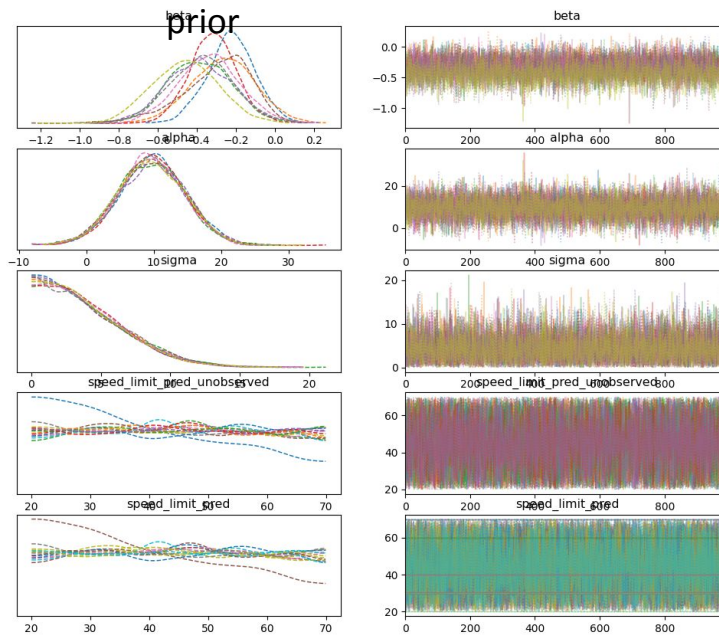 prior
beta
beta
0.0
−0.5
−1.0
−1.2 −1.0 −0.8 −0.6 −0.4 −0.2 0.0 0.2
0 200 400 600 800
alpha
alpha
20
0
−10 0 10 20 30
0 200 400 600 800
sigma
sigma
20
10
0
0 5 10 15 20
0 200 400 600 800
speed_limit_pred_unobserved
speed_limit_pred_unobserved
60
40
20
20 30 40 50 60 70
0 200 400 600 800
speed_limit_pred
speed_limit_pred
60
40
20
20 30 40 50 60 70
0 200 400 600 800